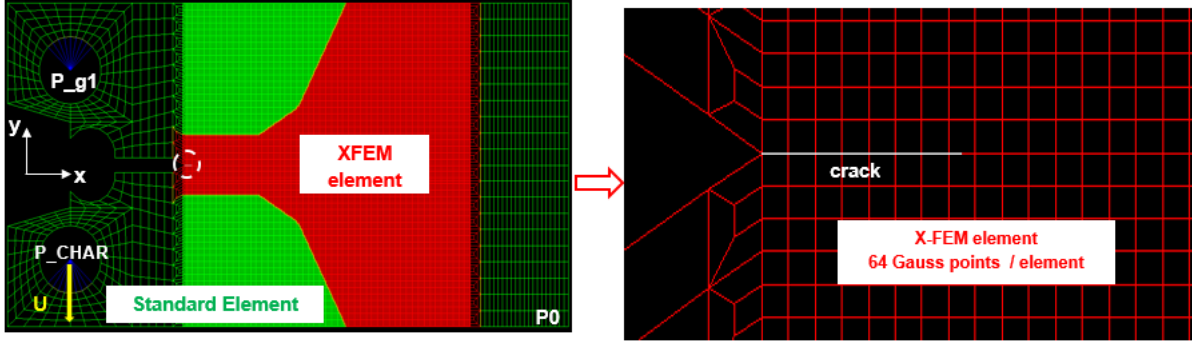 P_g1
y
x
XFEM
element
P_CHAR
U
Standard Element
P0
crack
X-FEM element
64 Gauss points / element